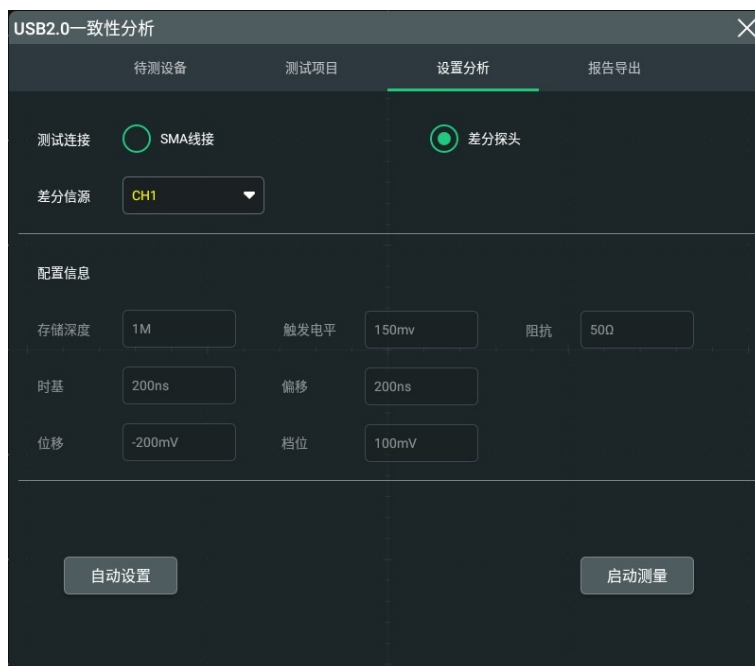 USB2.0一致性分析
待测设备 测试项目 设置分析 报告导出
测试连接 SMA线接 差分探头
差分信源 CH1
配置信息
存储深度 1M 触发电平 150mv 阻抗 50Ω
时基 200ns 偏移 200ns
位移 -200mV 档位 100mV
自动设置 启动测量